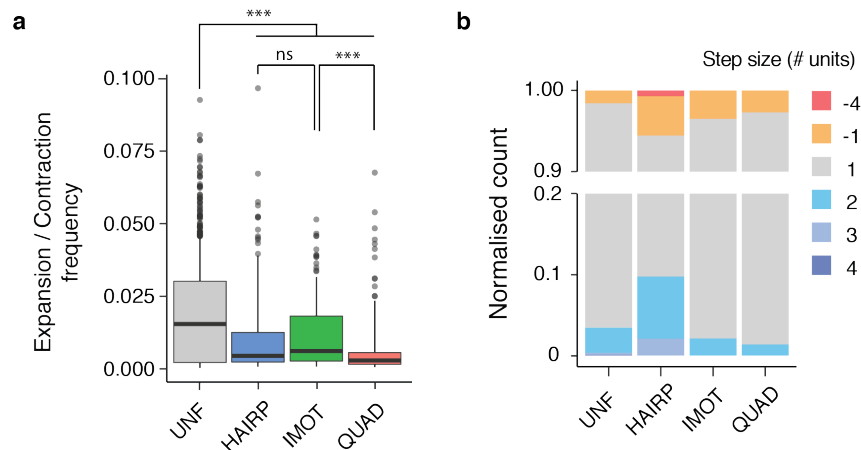 a
***
ns
***
Expansion / Contraction
frequency
0.100
0.075
0.050
0.025
0.000
UNF
HAIRP
IMOT
QUAD
b
Step size (# units)
Normalised count
1.00
0.9
0.2
0.1
0
UNF
HAIRP
IMOT
QUAD
-4
-1
1
2
3
4